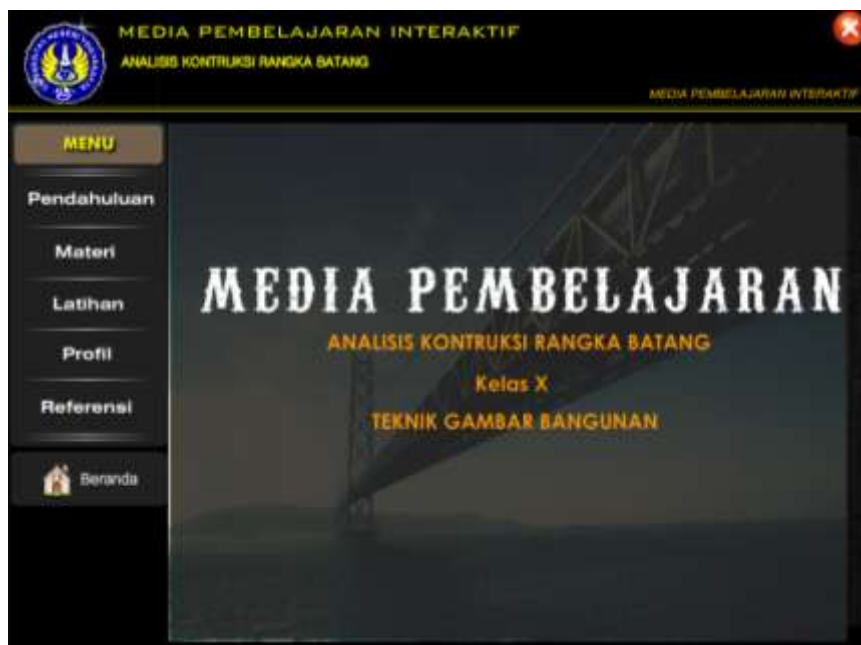 MEDIA PEMBELAJARAN INTERAKTIF
ANALISIS KONTRUKSI RANGKA BATANG
MEDIA PEMBELAJARAN INTERAKTIF
MENU
Pendahuluan
Materi
Latihan
Profil
Referensi
Beranda
MEDIA PEMBELAJARAN
ANALISIS KONTRUKSI RANGKA BATANG
Kelas X
TEKNIK GAMBAR BANGUNAN